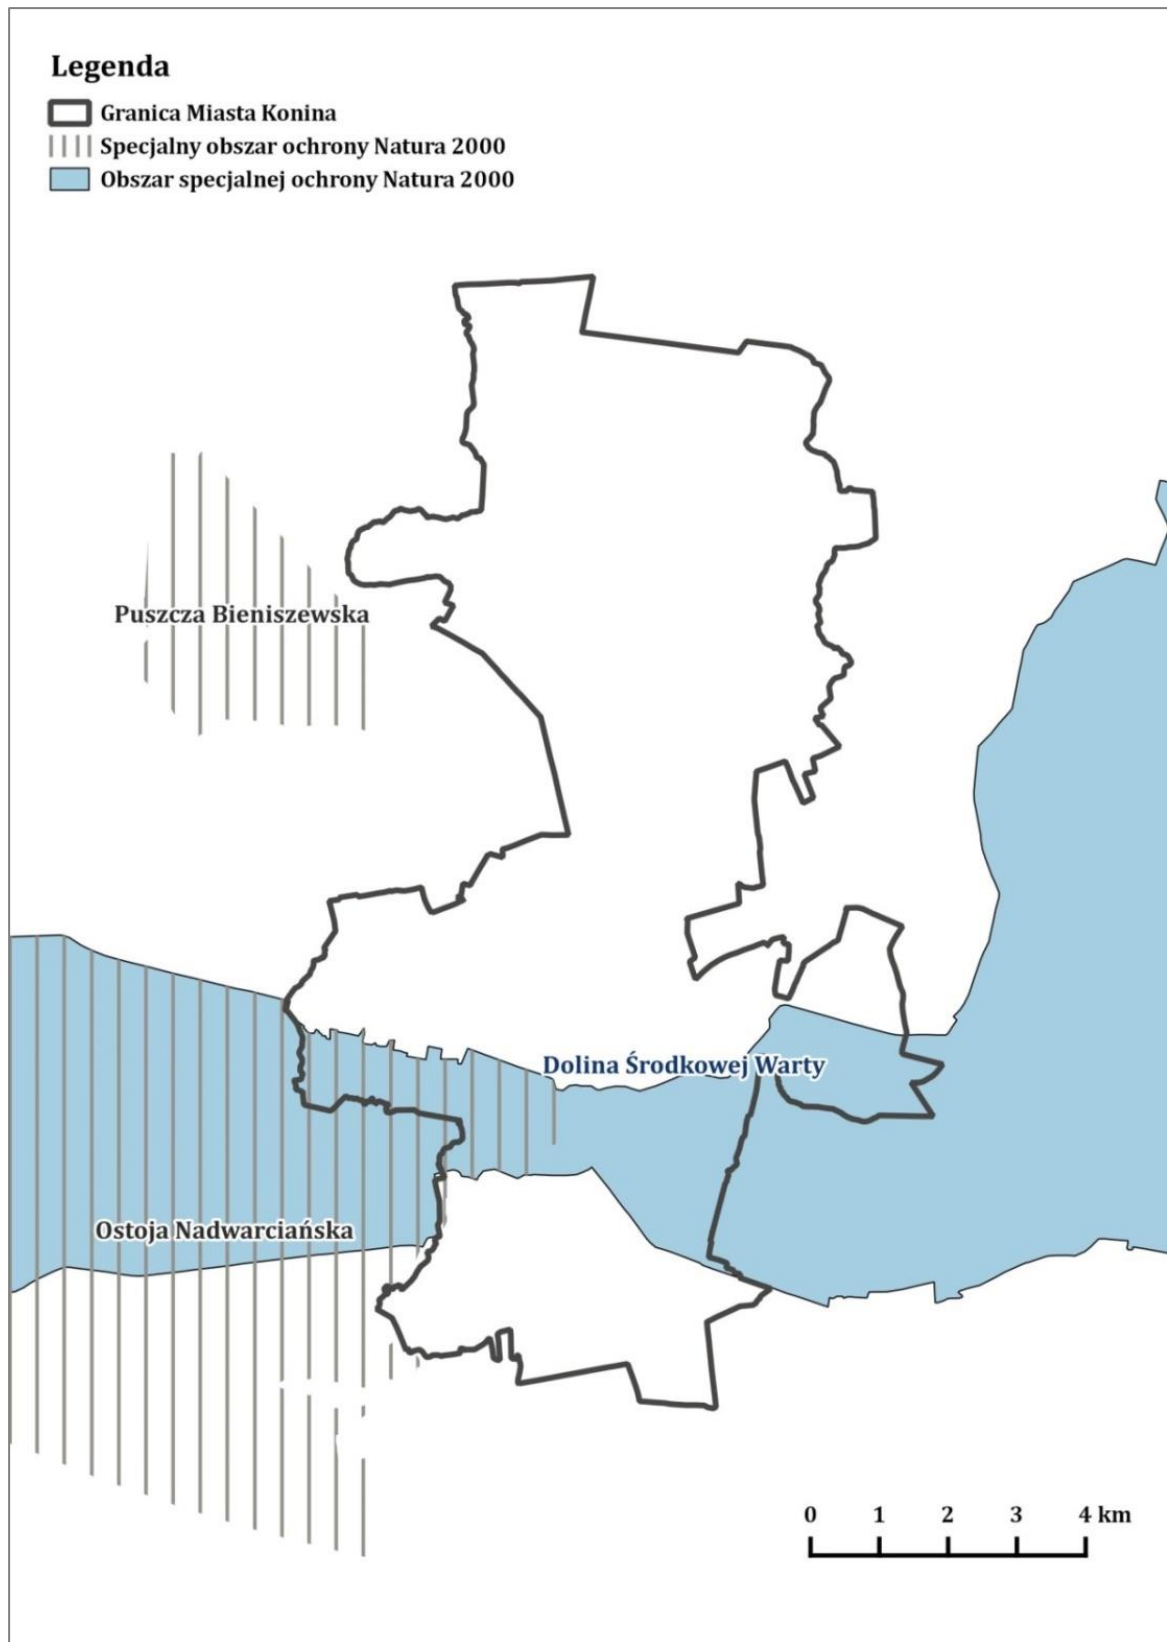 Legenda
Granica Miasta Konina
Specjalny obszar ochrony Natura 2000
Obszar specjalnej ochrony Natura 2000
Puszcza Bieniszewska
Dolina Środkowej Warty
Ostoja Nadwarciańska
0 1 2 3 4 km